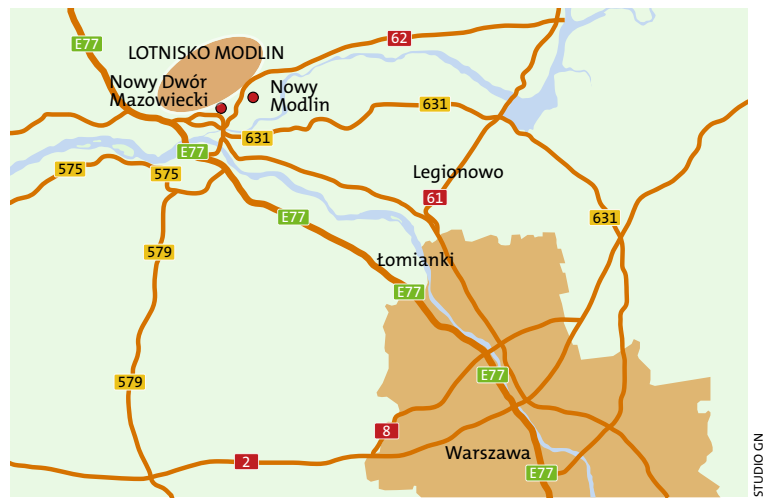 E77
62
LOTNISKO MODLIN
Nowy Dwór
Mazowiecki
Nowy
Modlin
631
631
E77
575
575
Legionowo
61
E77
631
579
Łomianki
E77
E77
579
8
Warszawa
2
E77
STUDIO GN